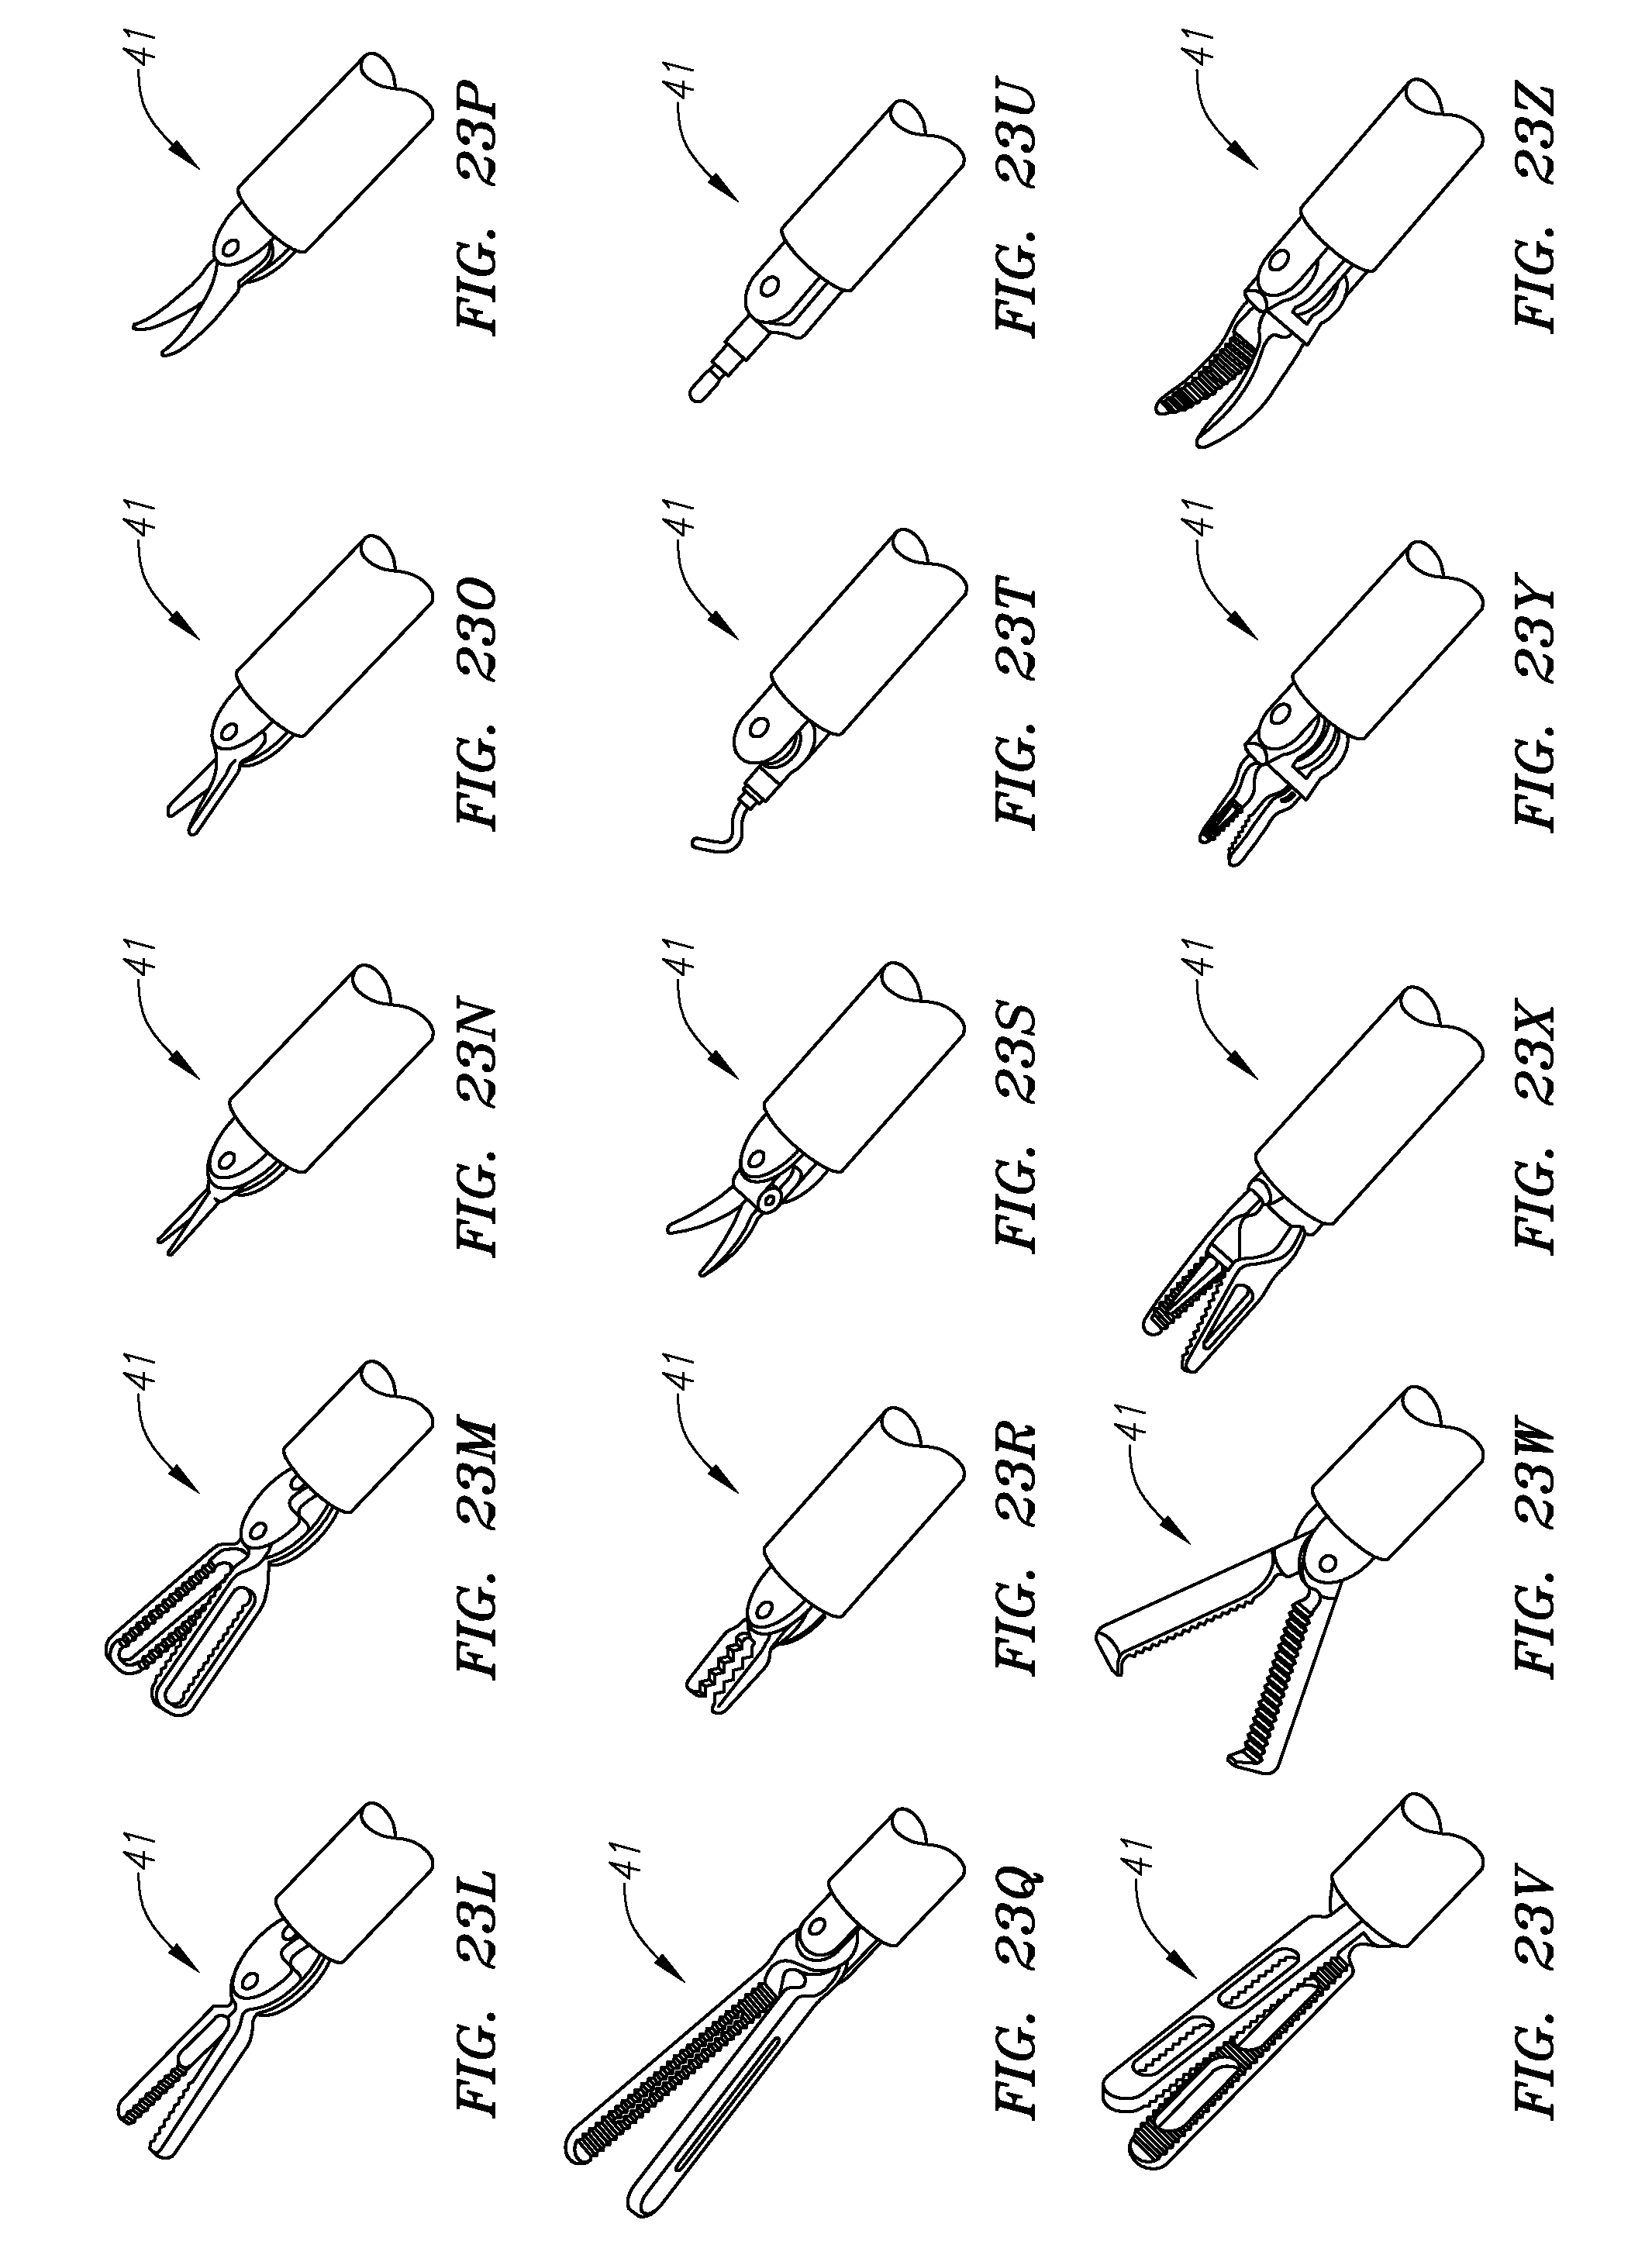 41
FIG. 23L
41
FIG. 23M
41
FIG. 23N
41
FIG. 23O
41
FIG. 23P
41
FIG. 23Q
41
FIG. 23R
41
FIG. 23S
41
FIG. 23T
41
FIG. 23U
41
FIG. 23V
41
FIG. 23W
41
FIG. 23X
41
FIG. 23Y
41
FIG. 23Z